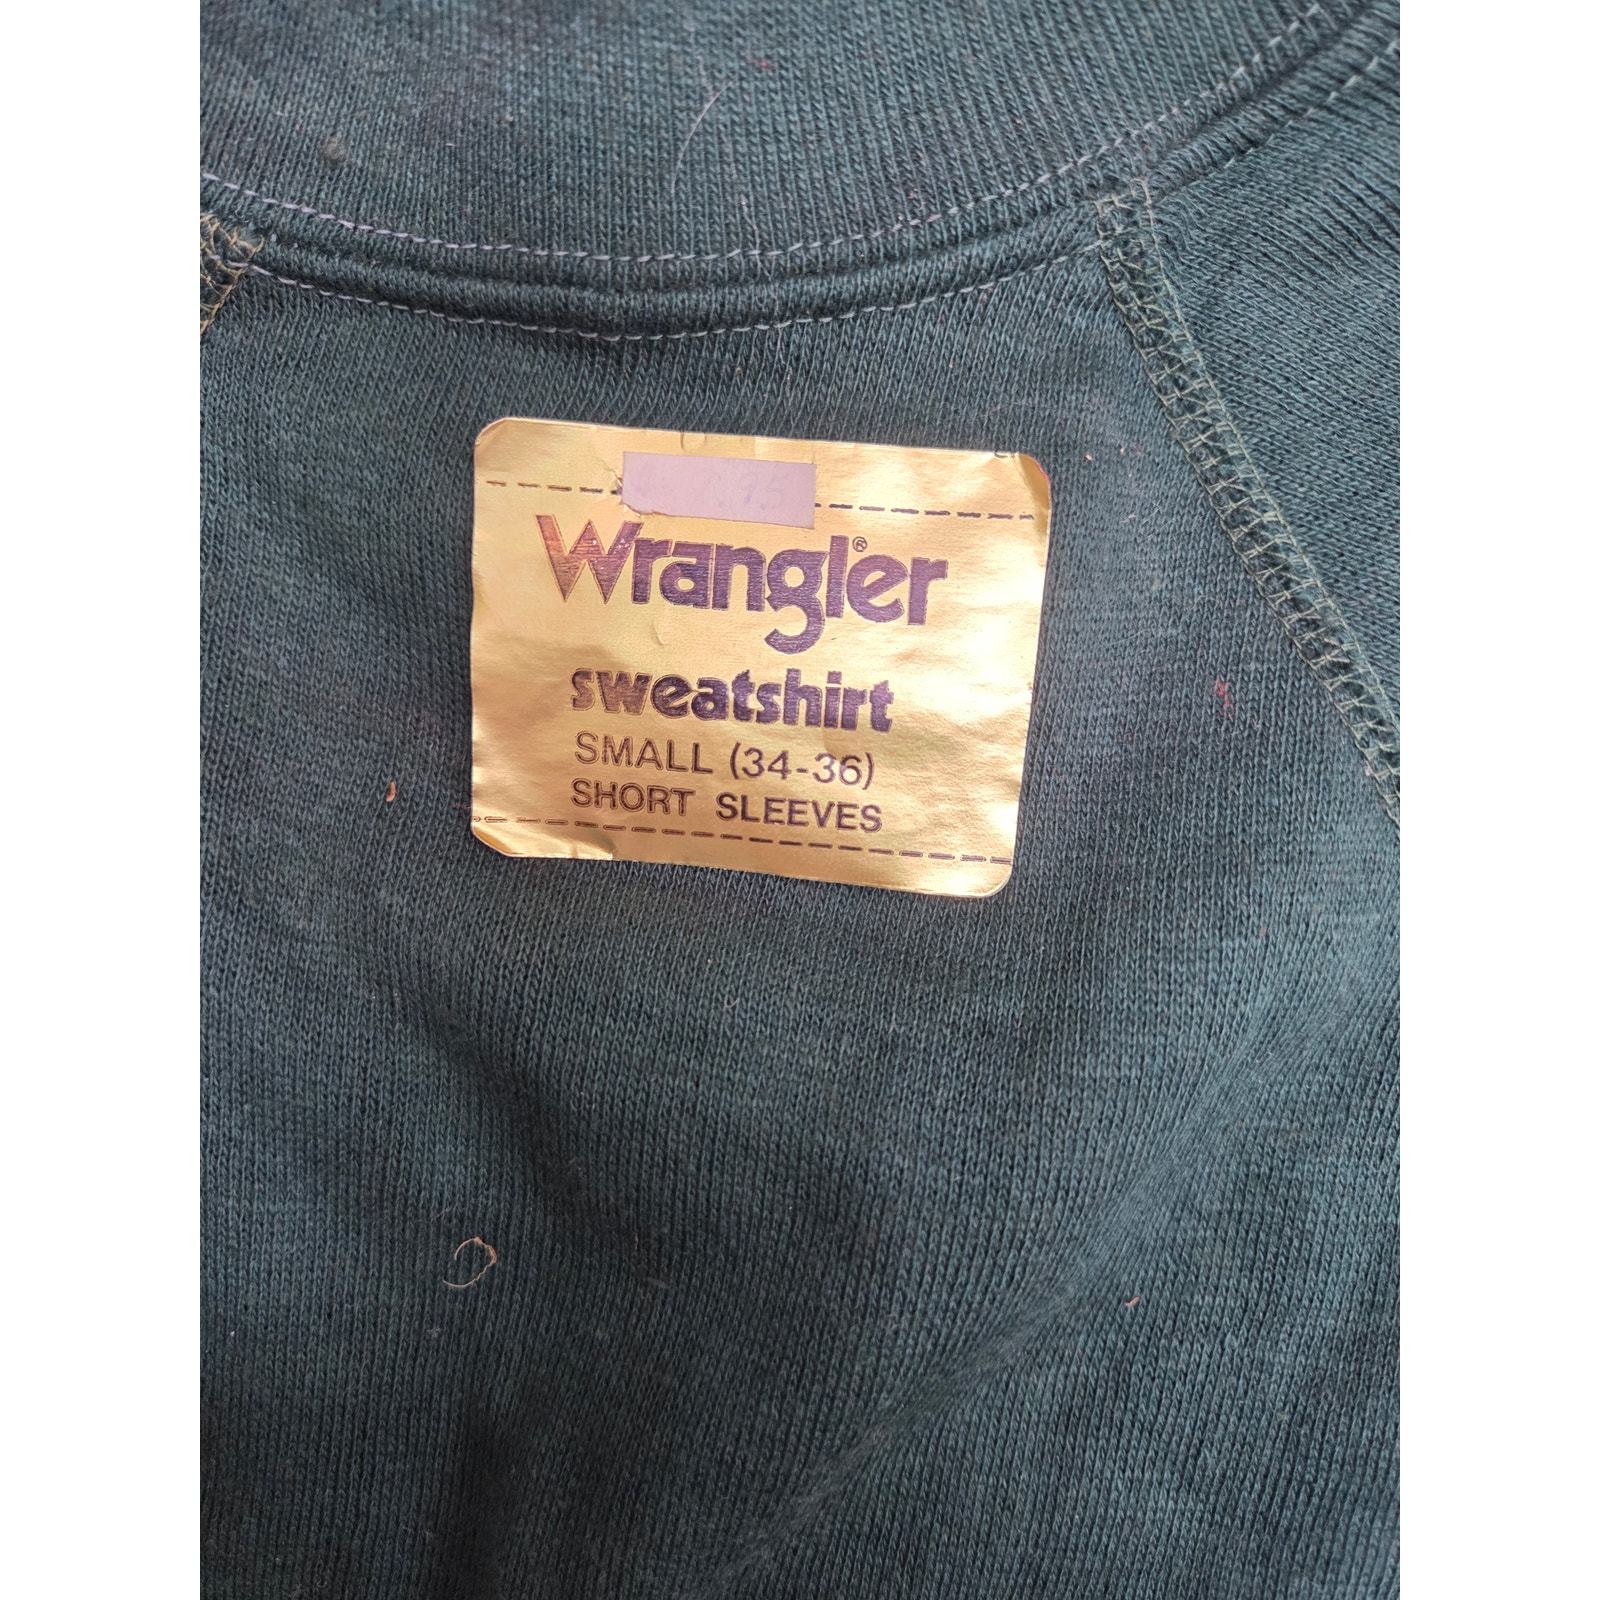 Wrangler®
sweatshirt
SMALL (34-36)
SHORT SLEEVES